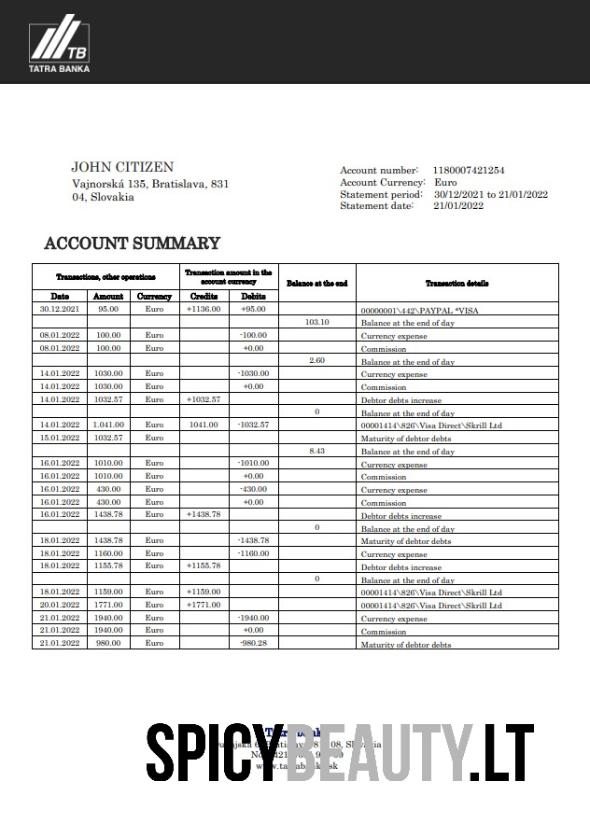 TB
TATRA BANKA
JOHN CITIZEN
Vajnorská 135, Bratislava, 831
04, Slovakia
Account number: 1180007421254
Account Currency: Euro
Statement period: 30/12/2021 to 21/01/2022
Statement date: 21/01/2022
ACCOUNT SUMMARY
Transactions, other operations Transaction amount in the account currency Balance at the end Transaction details
Date Amount Currency Credits Debits
30.12.2021 95.00 Euro +1136.00 +95.00 00000001\442\PAYPAL *VISA
103.10 Balance at the end of day
08.01.2022 100.00 Euro -100.00 Currency expense
08.01.2022 100.00 Euro +0.00 Commission
2.60 Balance at the end of day
14.01.2022 1030.00 Euro -1030.00 Currency expense
14.01.2022 1030.00 Euro +0.00 Commission
14.01.2022 1032.57 Euro +1032.57 Debtor debts increase
0 Balance at the end of day
14.01.2022 1.041.00 Euro 1041.00 -1032.57 00001414\826\Visa Direct\Skrill Ltd
15.01.2022 1032.57 Euro Maturity of debtor debts
8.43 Balance at the end of day
16.01.2022 1010.00 Euro -1010.00 Currency expense
16.01.2022 1010.00 Euro +0.00 Commission
16.01.2022 430.00 Euro -430.00 Currency expense
16.01.2022 430.00 Euro +0.00 Commission
16.01.2022 1438.78 Euro +1438.78 Debtor debts increase
0 Balance at the end of day
18.01.2022 1438.78 Euro -1438.78 Maturity of debtor debts
18.01.2022 1160.00 Euro -1160.00 Currency expense
18.01.2022 1155.78 Euro +1155.78 Debtor debts increase
0 Balance at the end of day
18.01.2022 1159.00 Euro +1159.00 00001414\826\Visa Direct\Skrill Ltd
20.01.2022 1771.00 Euro +1771.00 00001414\826\Visa Direct\Skrill Ltd
21.01.2022 1940.00 Euro -1940.00 Currency expense
21.01.2022 1940.00 Euro +0.00 Commission
21.01.2022 980.00 Euro -980.28 Maturity of debtor debts
SPICYBEAUTY.LT